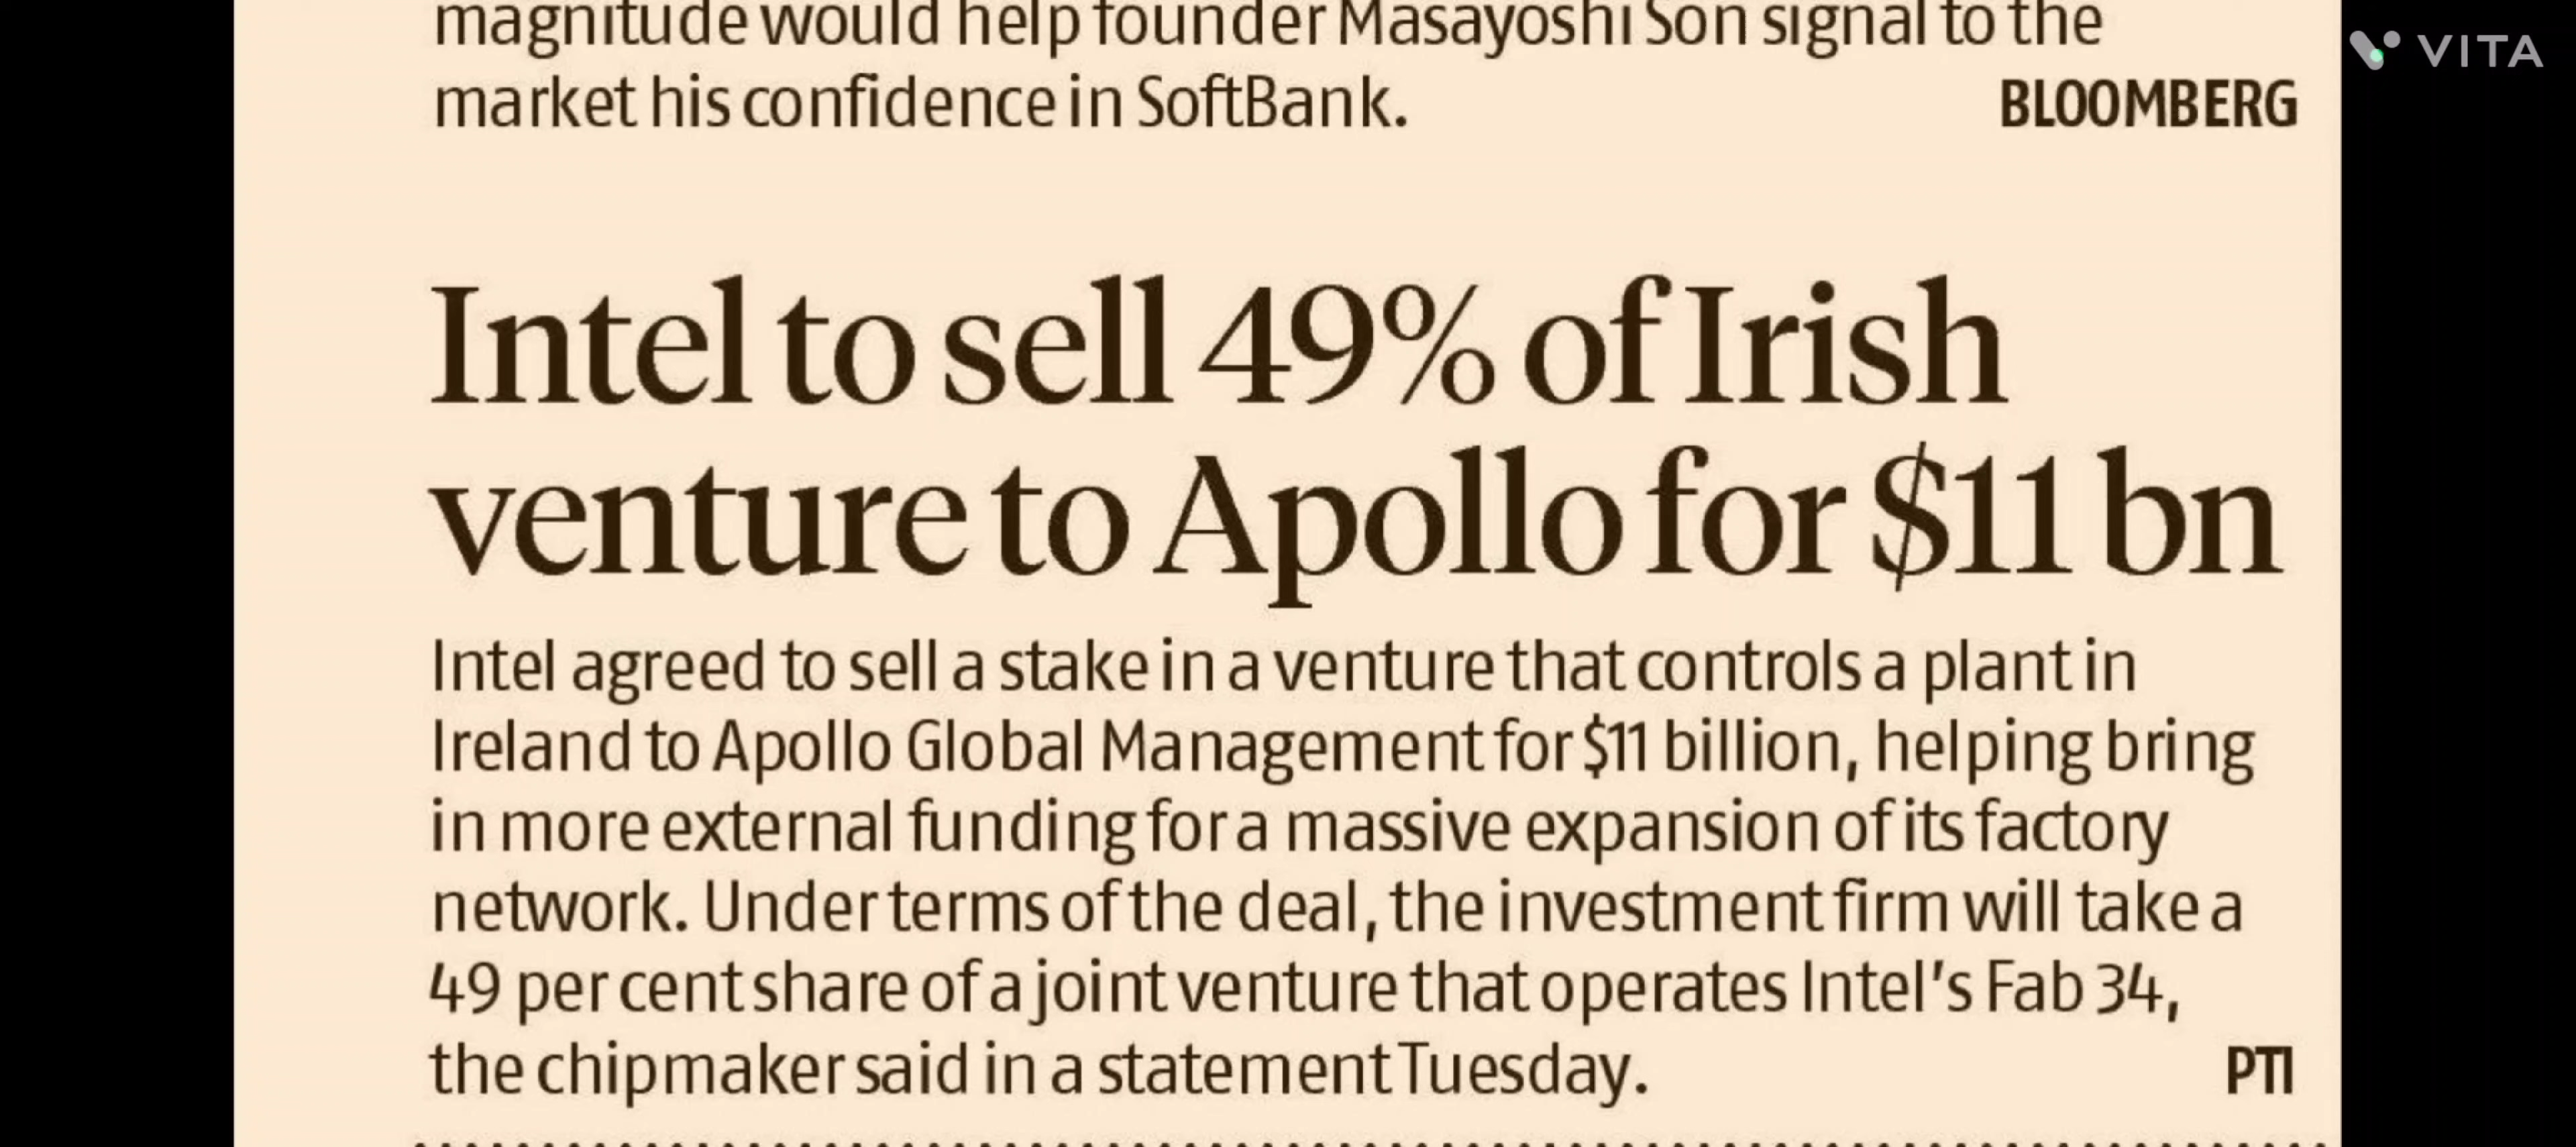 magnitude would help founder Masayoshi Son signal to the
VITA
market his confidence in SoftBank.
BLOOMBERG
Intel to sell 49% of Irish
venture to Apollo for $11 bn
Intel agreed to sell a stake in a venture that controls a plant in
Ireland to Apollo Global Management for $11 billion, helping bring
in more external funding for a massive expansion of its factory
network. Under terms of the deal, the investment firm will take a
49 per cent share of a joint venture that operates Intel's Fab 34,
the chipmaker said in a statement Tuesday.
PTI